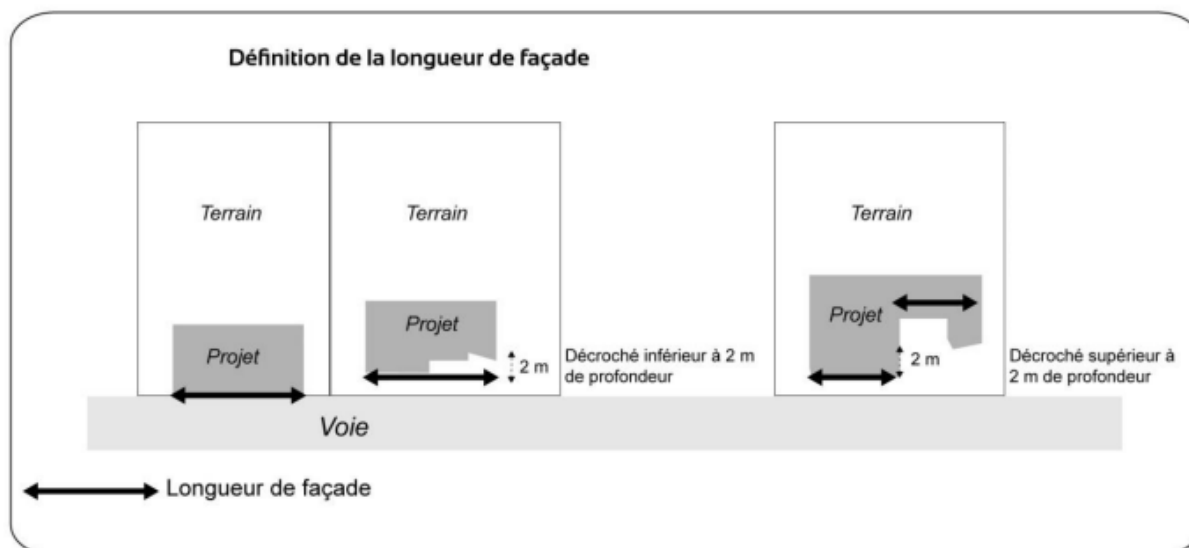 Définition de la longueur de façade
Terrain
Terrain
Terrain
Projet
Projet
Projet
2 m
Décroché inférieur à 2 m
de profondeur
2 m
Décroché supérieur à
2 m de profondeur
Voie
Longueur de façade